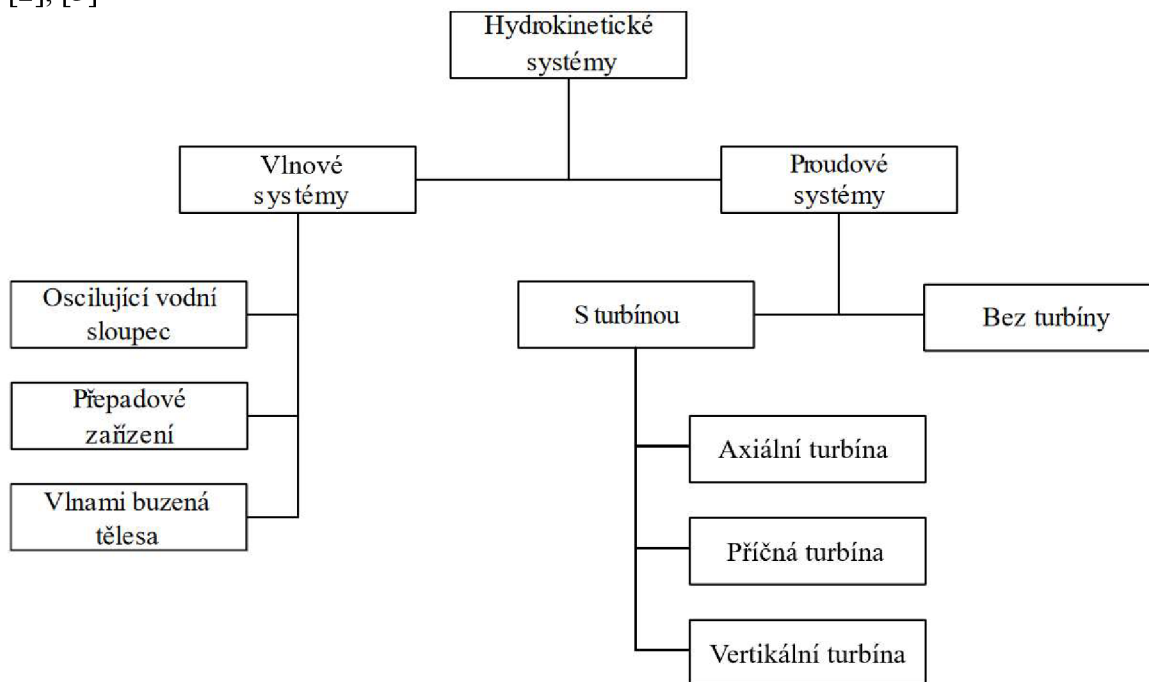 Hydrokinetické
systémy
Vlnové
systémy
Proudové
systémy
Oscilující vodní
sloupec
S turbínou
Bez turbíny
Přepadové
zařízení
Axiální turbína
Vlnami buzená
tělesa
Příčná turbína
Vertikální turbína